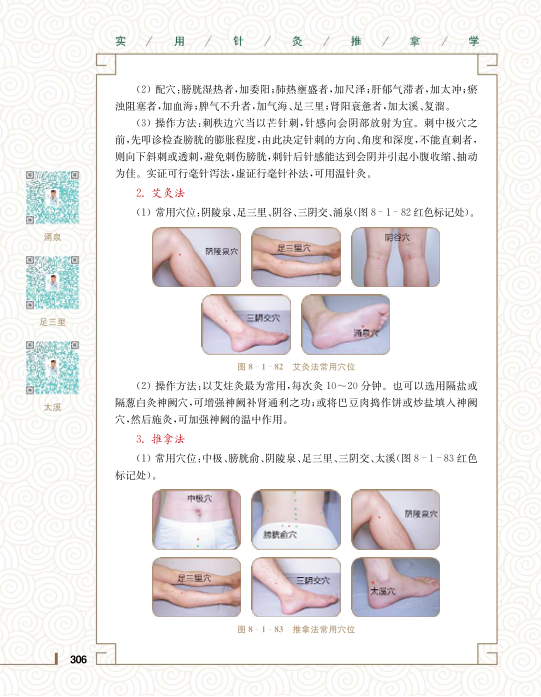 实 / 用 / 针 / 灸 / 推 / 拿 / 学
(2) 配穴:膀胱湿热者,加委阳;肺热壅盛者,加尺泽;肝郁气滞者,加太冲;瘀
浊阻塞者,加血海;脾气不升者,加气海、足三里;肾阳衰惫者,加太溪、复溜。
(3) 操作方法:刺秩边穴当以芒针刺,针感向会阴部放射为宜。刺中极穴之
前,先叩诊检查膀胱的膨胀程度,由此决定针刺的方向、角度和深度,不能直刺者,
则向下斜刺或透刺,避免刺伤膀胱,刺针后针感能达到会阴并引起小腹收缩、抽动
为佳。实证可行毫针泻法,虚证行毫针补法,可用温针灸。
2. 艾灸法
(1) 常用穴位:阴陵泉、足三里、阴谷、三阴交、涌泉(图 8-1-82 红色标记处)。
涌泉
足三里
太溪
阴陵泉穴
足三里穴
阴谷穴
三阴交穴
涌泉穴
图 8-1-82 艾灸法常用穴位
(2) 操作方法:以艾炷灸最为常用,每次灸 10～20 分钟。也可以选用隔盐或
隔葱白灸神阙穴,可增强神阙补肾通利之功;或将巴豆肉捣作饼或炒盐填入神阙
穴,然后施灸,可加强神阙的温中作用。
3. 推拿法
(1) 常用穴位:中极、膀胱俞、阴陵泉、足三里、三阴交、太溪(图 8-1-83 红色
标记处)。
中极穴
膀胱俞穴
阴陵泉穴
足三里穴
三阴交穴
太溪穴
图 8-1-83 推拿法常用穴位
306